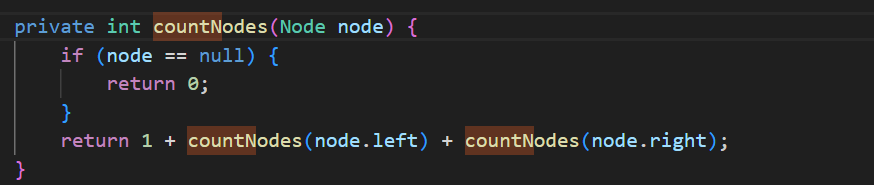 private int countNodes(Node node) {
    if (node == null) {
        return 0;
    }
    return 1 + countNodes(node.left) + countNodes(node.right);
}